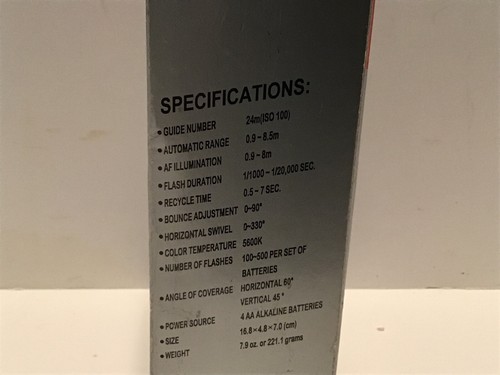 SPECIFICATIONS:
• GUIDE NUMBER 24m(ISO 100)
• AUTOMATIC RANGE 0.9~8.5m
• AF ILLUMINATION 0.9~8m
• FLASH DURATION 1/1000~1/20,000 SEC.
• RECYCLE TIME 0.5~7 SEC.
• BOUNCE ADJUSTMENT 0~90°
• HORIZONTAL SWIVEL 0~330°
• COLOR TEMPERATURE 5600K
• NUMBER OF FLASHES 100~500 PER SET OF
BATTERIES
• ANGLE OF COVERAGE HORIZONTAL 60°
VERTICAL 45°
• POWER SOURCE 4 AA ALKALINE BATTERIES
• SIZE 16.8×4.8×7.0 (cm)
• WEIGHT 7.9 oz. or 221.1 grams